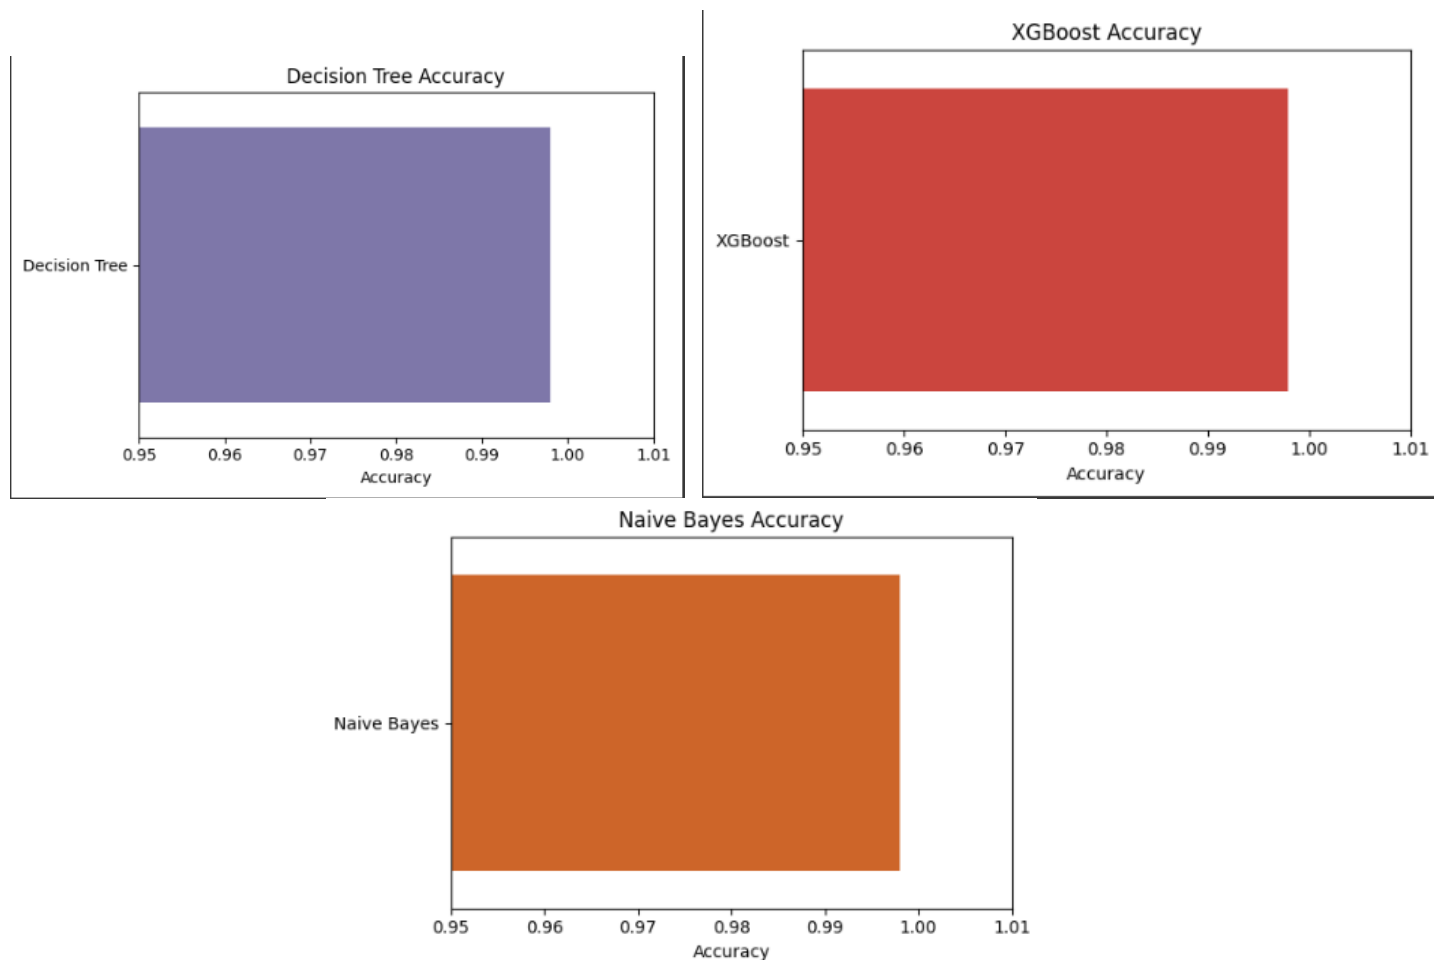 Decision Tree Accuracy
Decision Tree
0.95 0.96 0.97 0.98 0.99 1.00 1.01
Accuracy
XGBoost Accuracy
XGBoost
0.95 0.96 0.97 0.98 0.99 1.00 1.01
Accuracy
Naive Bayes Accuracy
Naive Bayes
0.95 0.96 0.97 0.98 0.99 1.00 1.01
Accuracy